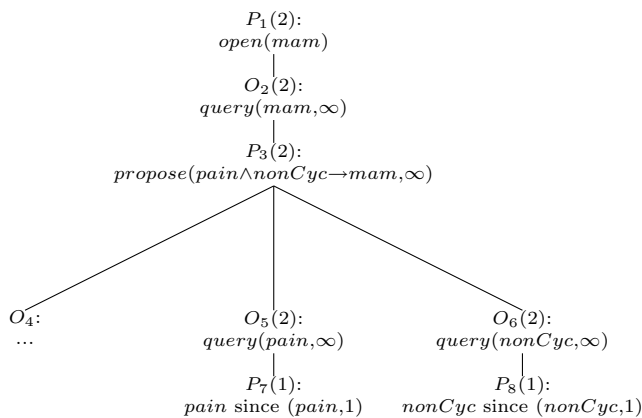 P₁(2):
open(mam)
O₂(2):
query(mam,∞)
P₃(2):
propose(pain∧nonCyc→mam,∞)
O₄:
...
O₅(2):
query(pain,∞)
O₆(2):
query(nonCyc,∞)
P₇(1):
pain since (pain,1)
P₈(1):
nonCyc since (nonCyc,1)